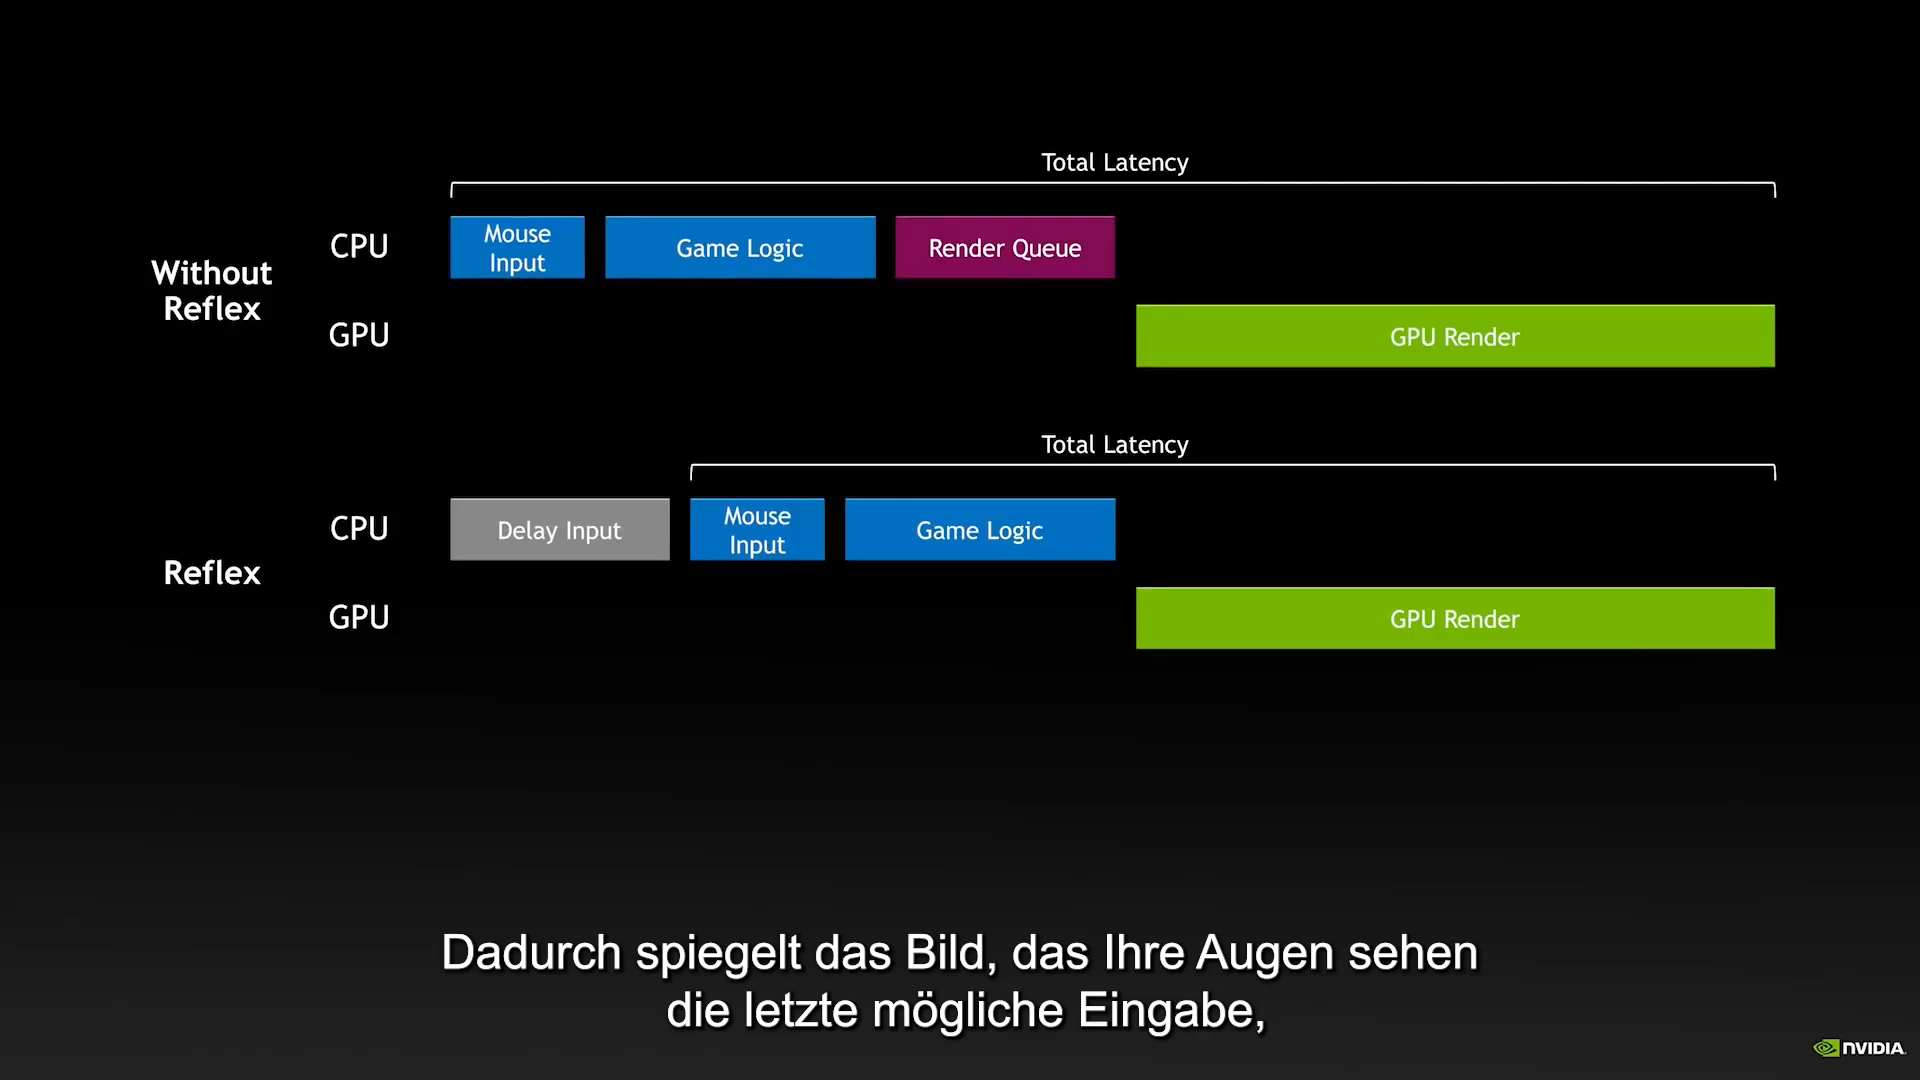 Total Latency
Without
Reflex
CPU
Mouse
Input
Game Logic
Render Queue
GPU
GPU Render
Total Latency
Reflex
CPU
Delay Input
Mouse
Input
Game Logic
GPU
GPU Render
Dadurch spiegelt das Bild, das Ihre Augen sehen
die letzte mögliche Eingabe,
NVIDIA